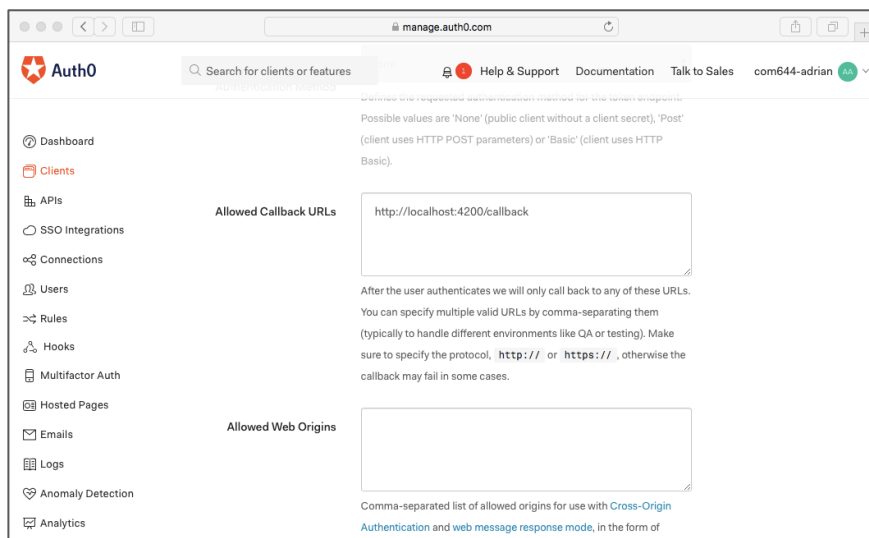 manage.auth0.com
Auth0
Search for clients or features
1
Help & Support
Documentation
Talk to Sales
com644-adrian
AA
Authentication Method
Defines the requested authentication method for the token endpoint.
Possible values are 'None' (public client without a client secret), 'Post'
(client uses HTTP POST parameters) or 'Basic' (client uses HTTP
Basic).
Dashboard
Clients
APIs
SSO Integrations
Connections
Users
Rules
Hooks
Multifactor Auth
Hosted Pages
Emails
Logs
Anomaly Detection
Analytics
Allowed Callback URLs
http://localhost:4200/callback
After the user authenticates we will only call back to any of these URLs.
You can specify multiple valid URLs by comma-separating them
(typically to handle different environments like QA or testing). Make
sure to specify the protocol, http:// or https:// , otherwise the
callback may fail in some cases.
Allowed Web Origins
Comma-separated list of allowed origins for use with Cross-Origin
Authentication and web message response mode, in the form of